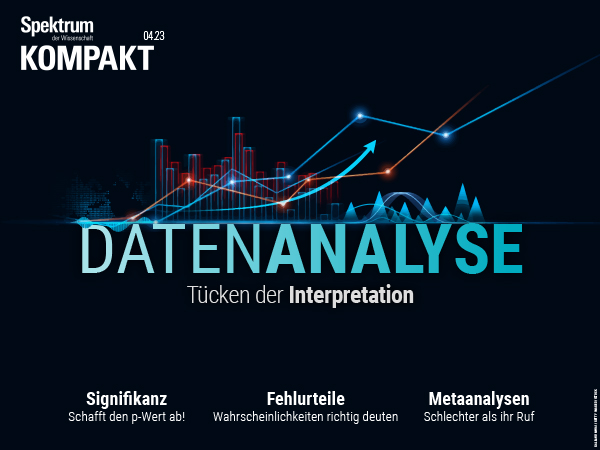 Spektrum
der Wissenschaft
04.23
KOMPAKT
DATENANALYSE
Tücken der Interpretation
Signifikanz
Schafft den p-Wert ab!
Fehlurteile
Wahrscheinlichkeiten richtig deuten
Metaanalysen
Schlechter als ihr Ruf